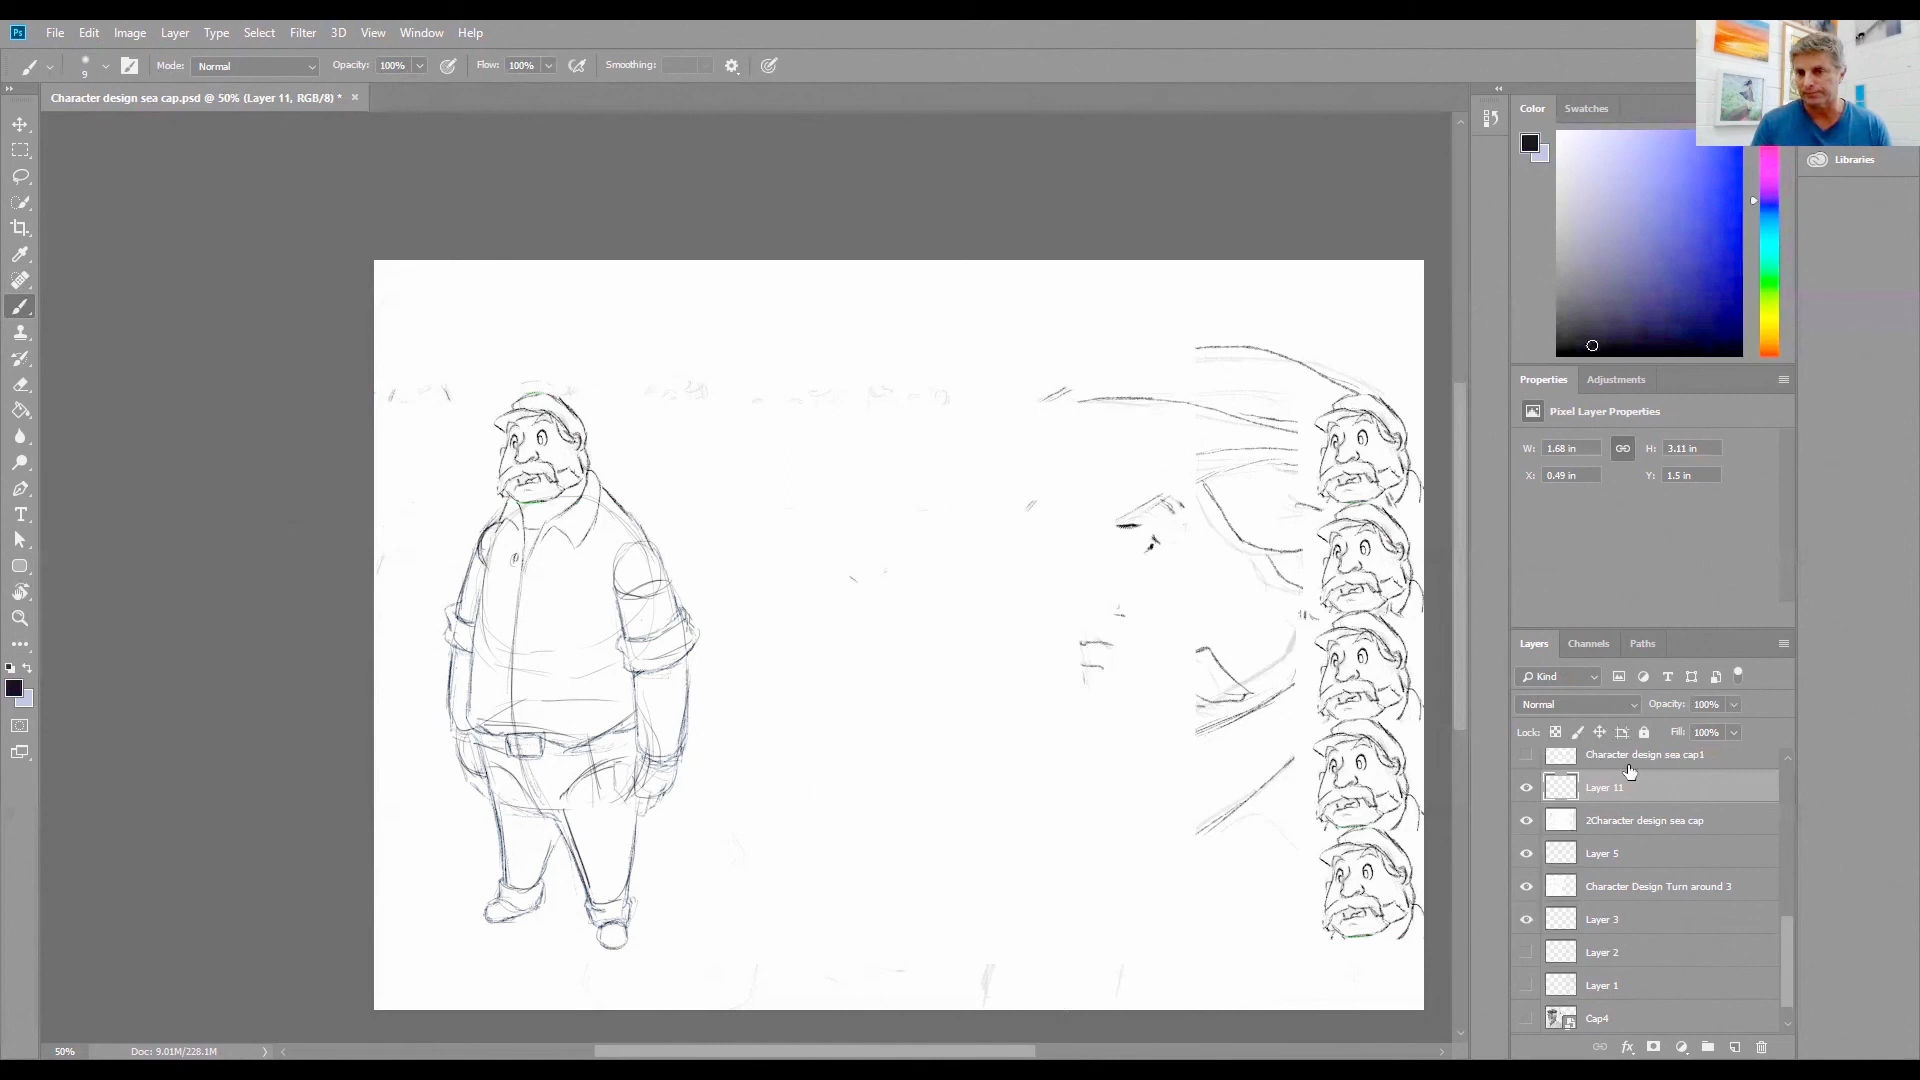 Ps File Edit Image Layer Type Select Filter 3D View Window Help
9 Mode: Normal Opacity: 100% Flow: 100% Smoothing:
Character design sea cap.psd @ 50% (Layer 11, RGB/8) *
Color Swatches
Libraries
Properties Adjustments
Pixel Layer Properties
W: 1.68 in H: 3.11 in
X: 0.49 in Y: 1.5 in
Layers Channels Paths
Kind
Normal Opacity: 100%
Lock: Fill: 100%
Character design sea cap1
Layer 11
2Character design sea cap
Layer 5
Character Design Turn around 3
Layer 3
Layer 2
Layer 1
Cap4
50% Doc: 9.01M/228.1M